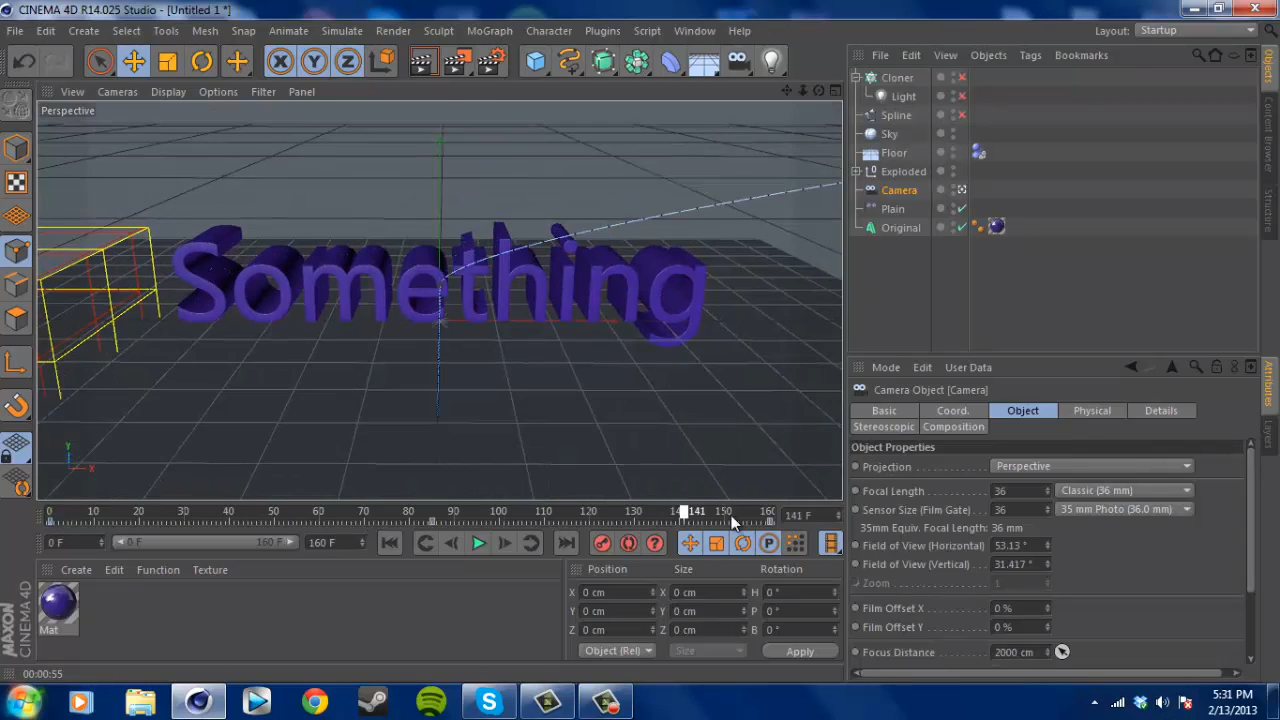 CINEMA 4D R14.025 Studio - [Untitled 1 *]
File Edit Create Select Tools Mesh Snap Animate Simulate Render Sculpt MoGraph Character Plugins Script Window Help
Layout: Startup
X Y Z
View Cameras Display Options Filter Panel
Perspective
Something
Y
X
0 10 20 30 40 50 60 70 80 90 100 110 120 130 141 150 160
141 F
0 F 0 F 160 F 160 F
P
Create Edit Function Texture
Mat
Position Size Rotation
X 0 cm X 0 cm H 0 °
Y 0 cm Y 0 cm P 0 °
Z 0 cm Z 0 cm B 0 °
Object (Rel) Size Apply
MAXON CINEMA 4D
00:00:55
File Edit View Objects Tags Bookmarks
Cloner
Light
Spline
Sky
Floor
Exploded
Camera
Plain
Original
Objects
Content Browser
Structure
Mode Edit User Data
Camera Object [Camera]
Basic Coord. Object Physical Details
Stereoscopic Composition
Object Properties
Projection Perspective
Focal Length 36 Classic (36 mm)
Sensor Size (Film Gate) 36 35 mm Photo (36.0 mm)
35mm Equiv. Focal Length: 36 mm
Field of View (Horizontal) 53.13 °
Field of View (Vertical) 31.417 °
Zoom 1
Film Offset X 0 %
Film Offset Y 0 %
Focus Distance 2000 cm
Attributes
Layers
5:31 PM
2/13/2013